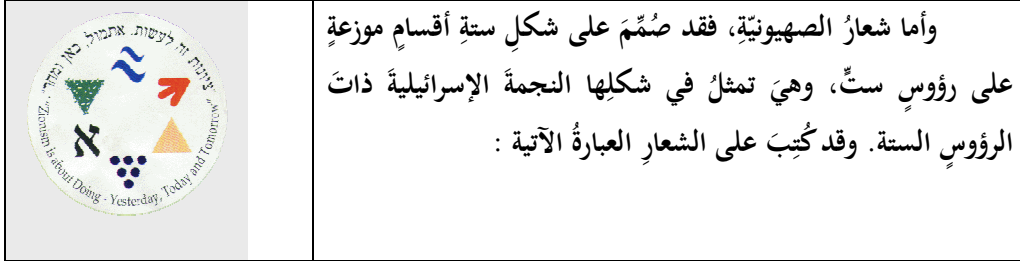 وأما شعارُ الصهيونيّةِ، فقد صُمِّمَ على شكلِ ستةِ أقسامٍ موزعةٍ
على رؤوسٍ ستٍّ، وهيَ تمثلُ في شكلِها النجمةَ الإسرائيليةَ ذاتَ
الرؤوسٍ الستة. وقد كُتِبَ على الشعارِ العبارةُ الآتية :
"ציונות זה לעשות. אתמול, כאן ומחר."
א
"Zionism is about Doing - Yesterday, Today and Tomorrow"